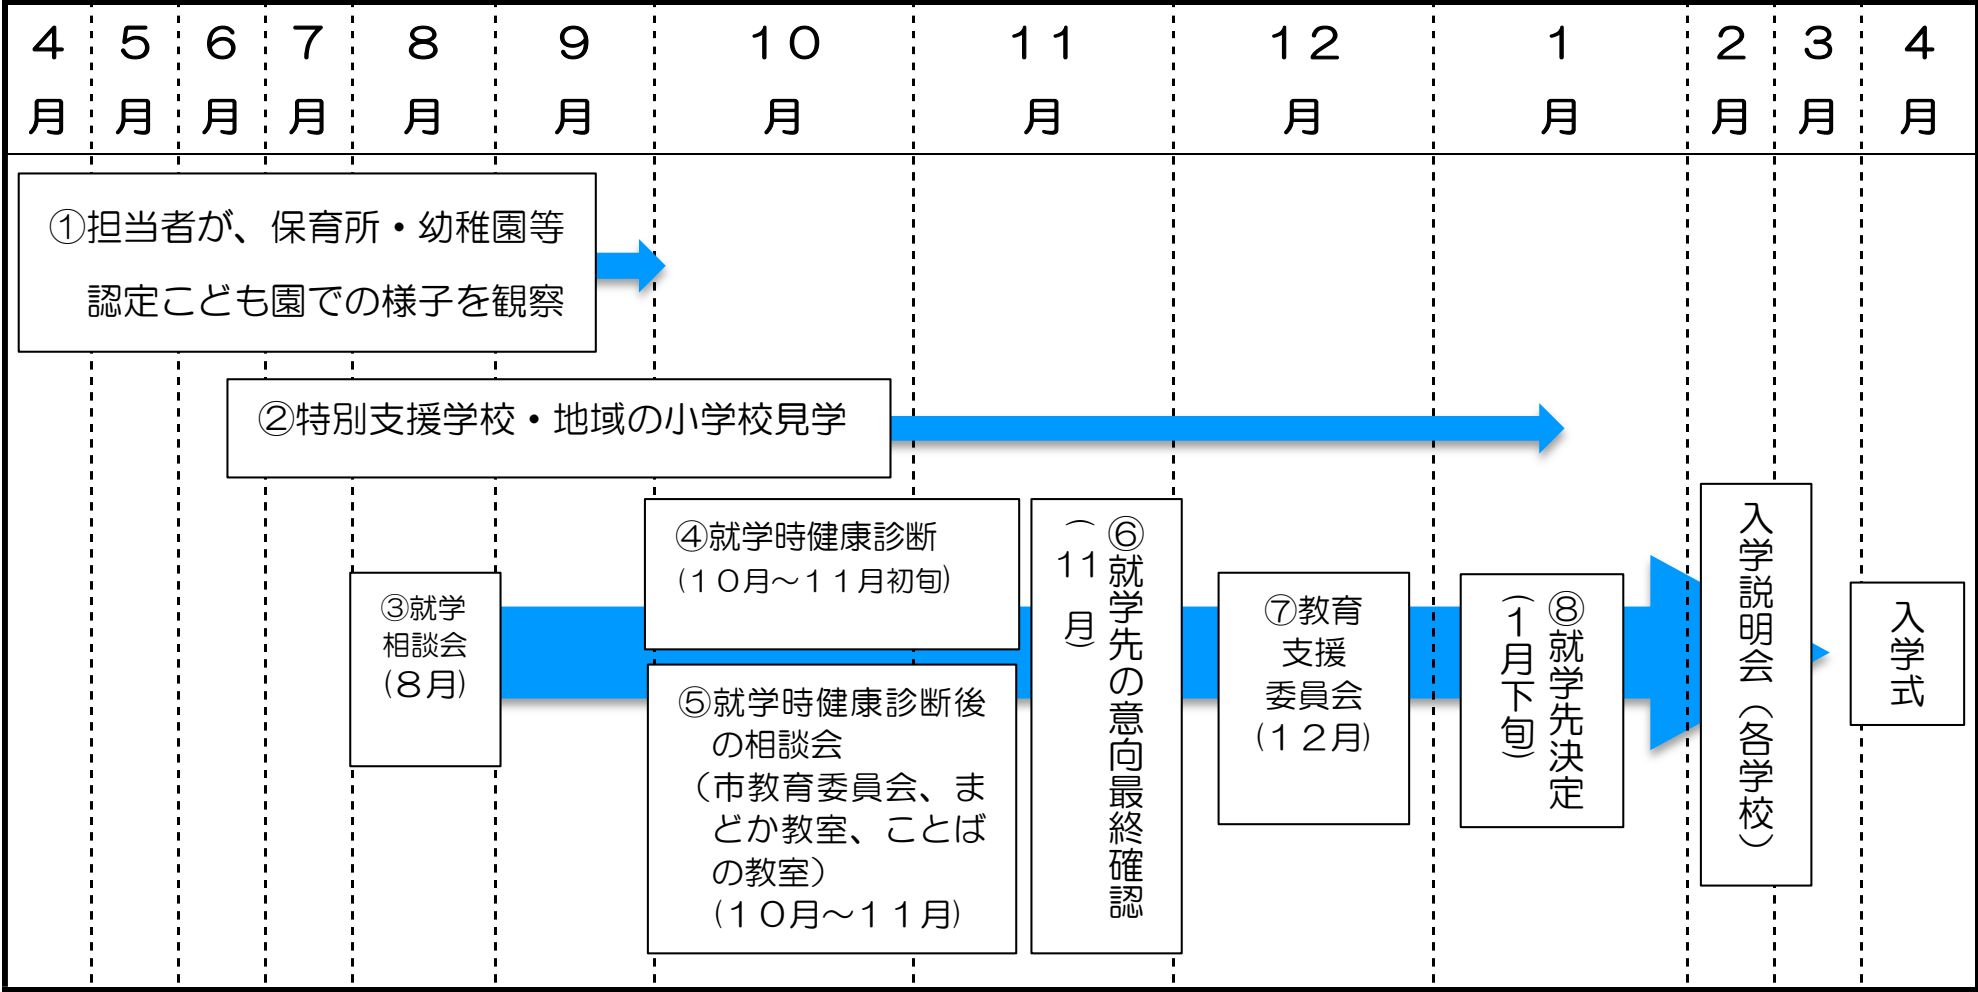 ４月 ５月 ６月 ７月 ８月 ９月 １０月 １１月 １２月 １月 ２月 ３月 ４月
①担当者が、保育所・幼稚園等
認定こども園での様子を観察
②特別支援学校・地域の小学校見学
③就学
相談会
(８月)
④就学時健康診断
(１０月～１１月初旬)
⑤就学時健康診断後
の相談会
（市教育委員会、ま
どか教室、ことば
の教室）
(１０月～１１月)
⑥就学先の意向最終確認
（11月）
⑦教育
支援
委員会
(１２月)
⑧就学先決定
（１月下旬）
入学説明会（各学校）
入学式